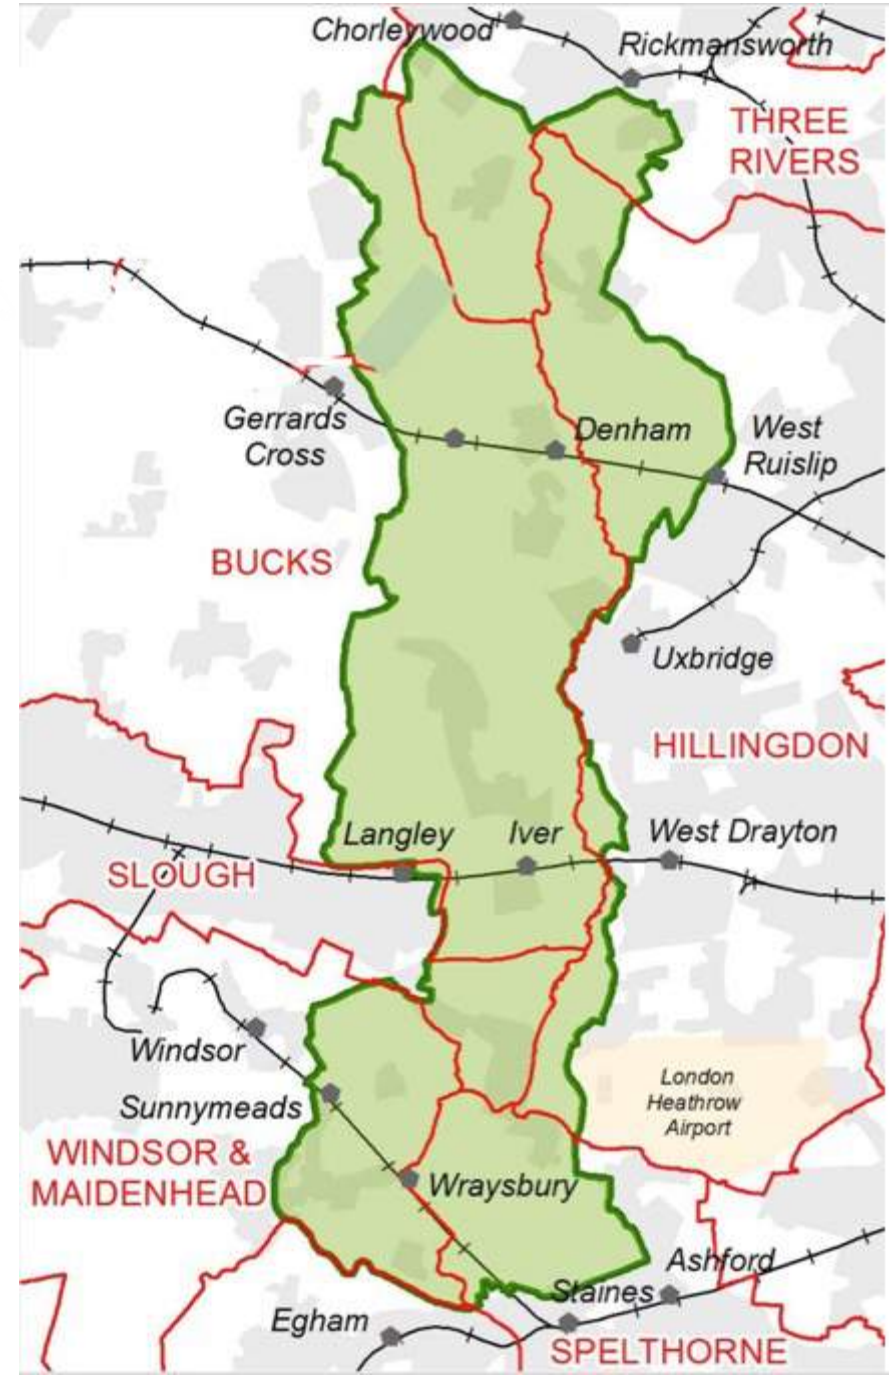 Chorleywood
Rickmansworth
THREE
RIVERS
Gerrards
Cross
Denham
West
Ruislip
BUCKS
Uxbridge
HILLINGDON
Langley
Iver
West Drayton
SLOUGH
Windsor
London
Heathrow
Airport
Sunnymeads
WINDSOR &
MAIDENHEAD
Wraysbury
Ashford
Staines
Egham
SPELTHORNE